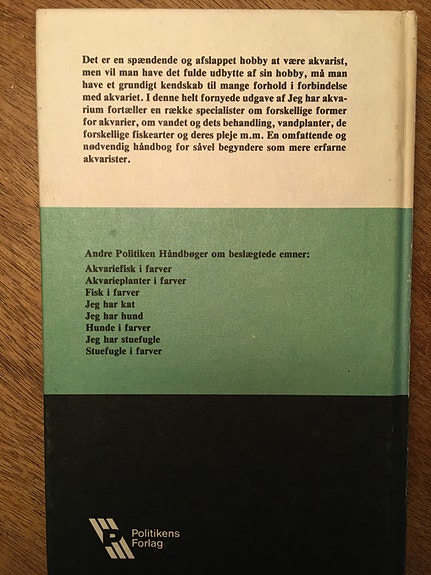 Det er en spændende og afslappet hobby at være akvarist,
men vil man have det fulde udbytte af sin hobby, må man
have et grundigt kendskab til mange forhold i forbindelse
med akvariet. I denne helt fornyede udgave af Jeg har akva-
rium fortæller en række specialister om forskellige former
for akvarier, om vandet og dets behandling, vandplanter, de
forskellige fiskearter og deres pleje m.m. En omfattende og
nødvendig håndbog for såvel begyndere som mere erfarne
akvarister.
Andre Politiken Håndbøger om beslægtede emner:
Akvariefisk i farver
Akvarieplanter i farver
Fisk i farver
Jeg har kat
Jeg har hund
Hunde i farver
Jeg har stuefugle
Stuefugle i farver
P
Politikens
Forlag